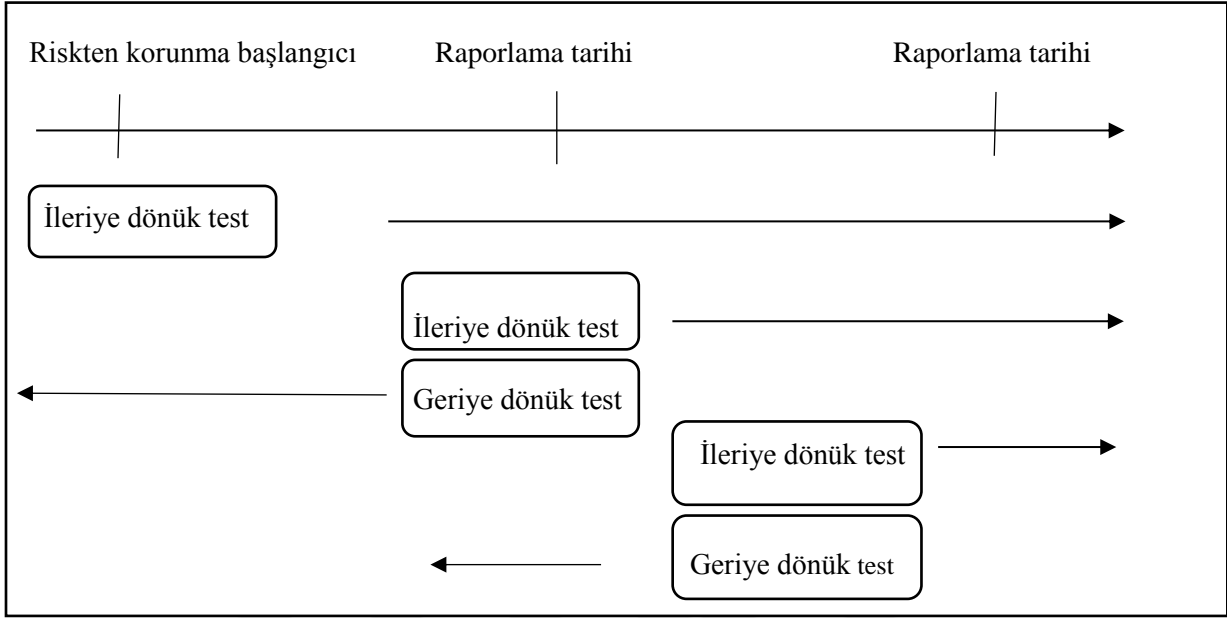 Riskten korunma başlangıcı Raporlama tarihi Raporlama tarihi
İleriye dönük test
İleriye dönük test
Geriye dönük test
İleriye dönük test
Geriye dönük test